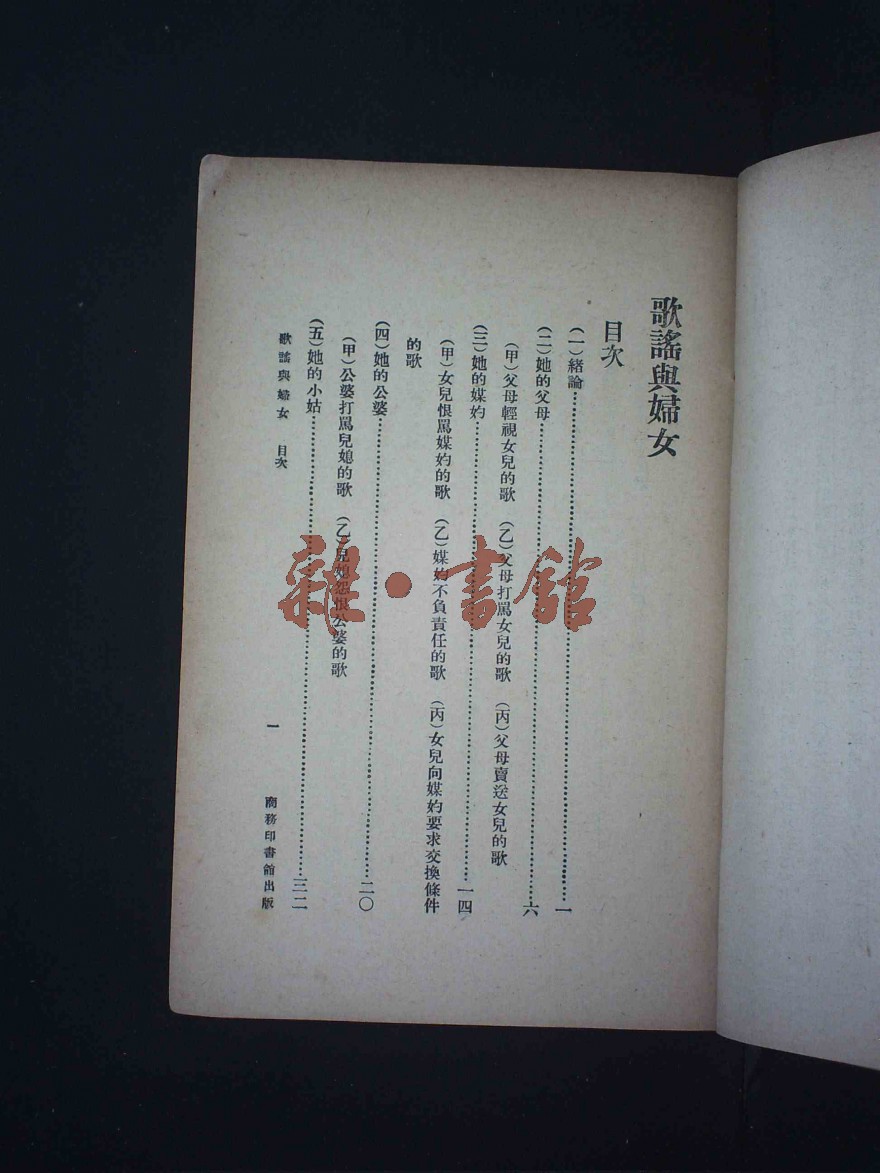 歌謠與婦女
目次
(一)緒論…………一
(二)她的父母…………六
(甲)父母輕視女兒的歌 (乙)父母打罵女兒的歌 (丙)父母賣送女兒的歌
(三)她的媒妁…………一四
(甲)女兒恨罵媒妁的歌 (乙)媒妁不負責任的歌 (丙)女兒向媒妁要求交換條件
的歌
(四)她的公婆…………二〇
(甲)公婆打罵兒媳的歌 (乙)兒媳怨恨公婆的歌
(五)她的小姑…………三二
歌謠與婦女 目次
一
商務印書館出版
雜·書館